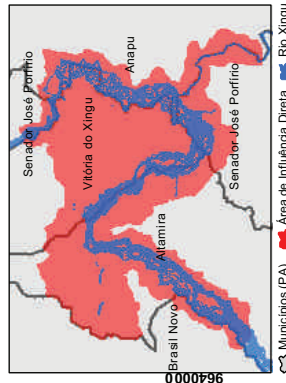 Senador José Porfírio
Anapu
Vitória do Xingu
Altamira
Brasil Novo
Senador José Porfírio
9640000
Municípios (PA) Área de Influência Direta Rio Xingu